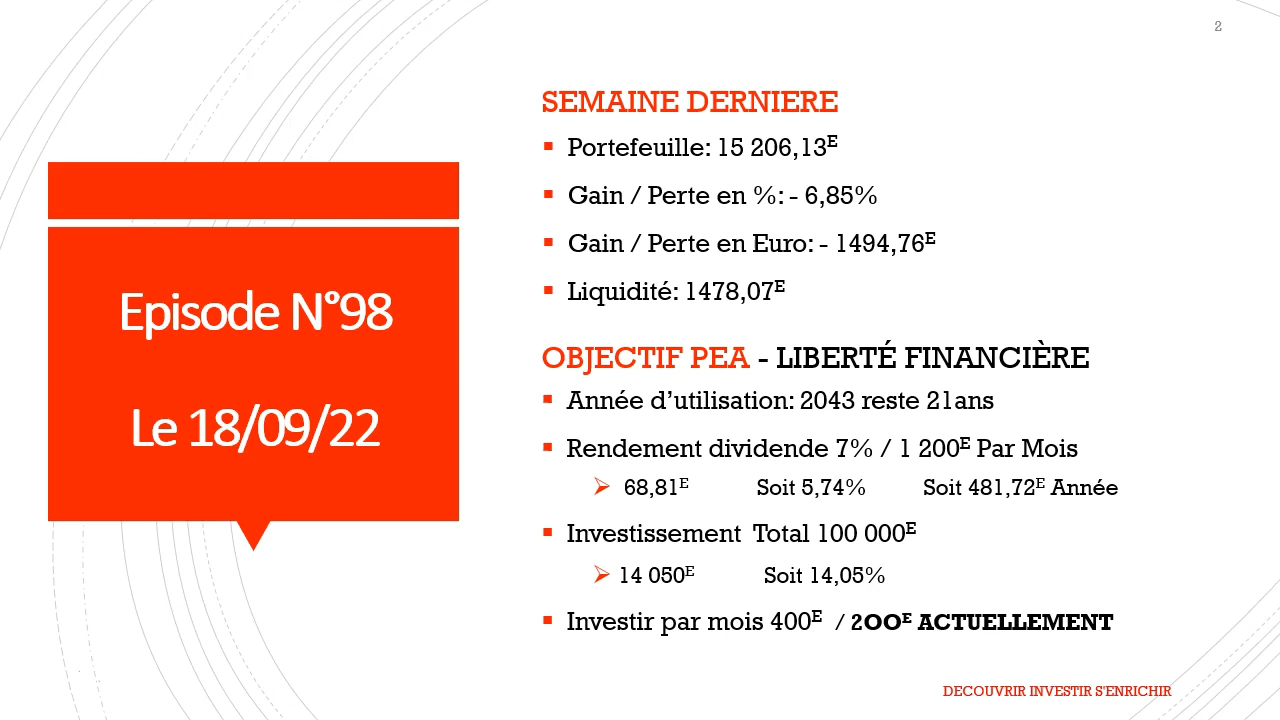 2
SEMAINE DERNIERE
Portefeuille: 15 206,13ᴱ
Gain / Perte en %: - 6,85%
Gain / Perte en Euro: - 1494,76ᴱ
Liquidité: 1478,07ᴱ
Episode N°98
Le 18/09/22
OBJECTIF PEA - LIBERTÉ FINANCIÈRE
Année d’utilisation: 2043 reste 21ans
Rendement dividende 7% / 1 200ᴱ Par Mois
68,81ᴱ Soit 5,74% Soit 481,72ᴱ Année
Investissement Total 100 000ᴱ
14 050ᴱ Soit 14,05%
Investir par mois 400ᴱ / 2OOᴱ ACTUELLEMENT
DECOUVRIR INVESTIR S'ENRICHIR